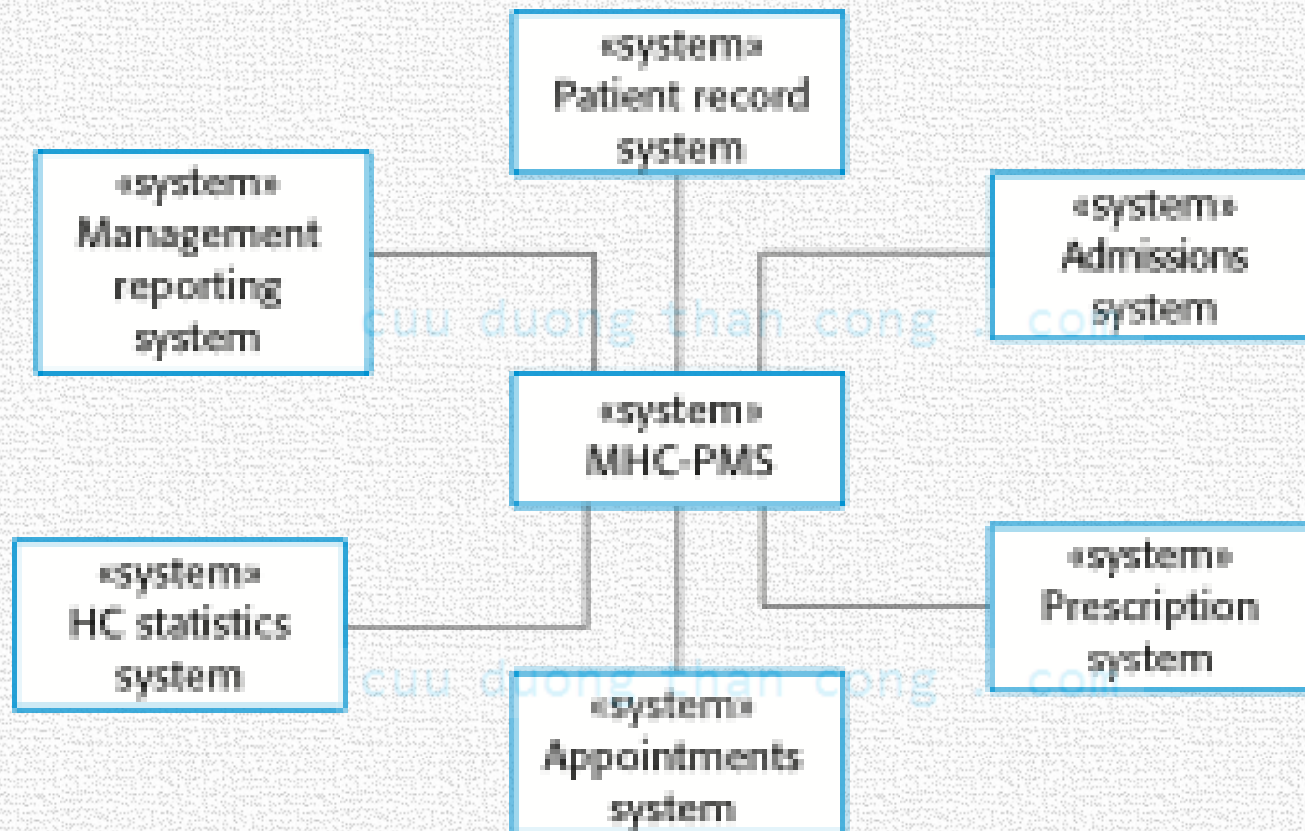 «system»
Patient record
system
«system»
Management
reporting
system
«system»
Admissions
system
cuu duong than cong . com
«system»
MHC-PMS
«system»
HC statistics
system
«system»
Prescription
system
cuu duong than cong . com
«system»
Appointments
system